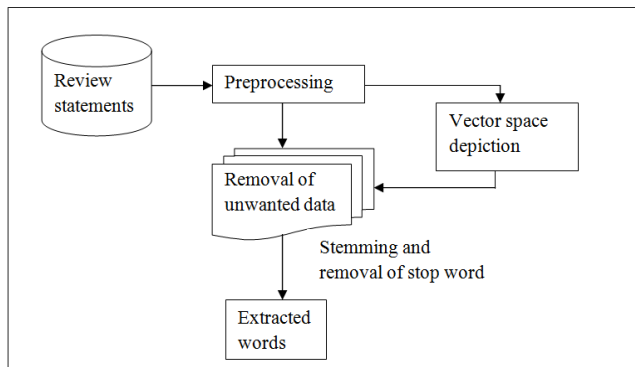 Review
statements
Preprocessing
Vector space
depiction
Removal of
unwanted data
Stemming and
removal of stop word
Extracted
words